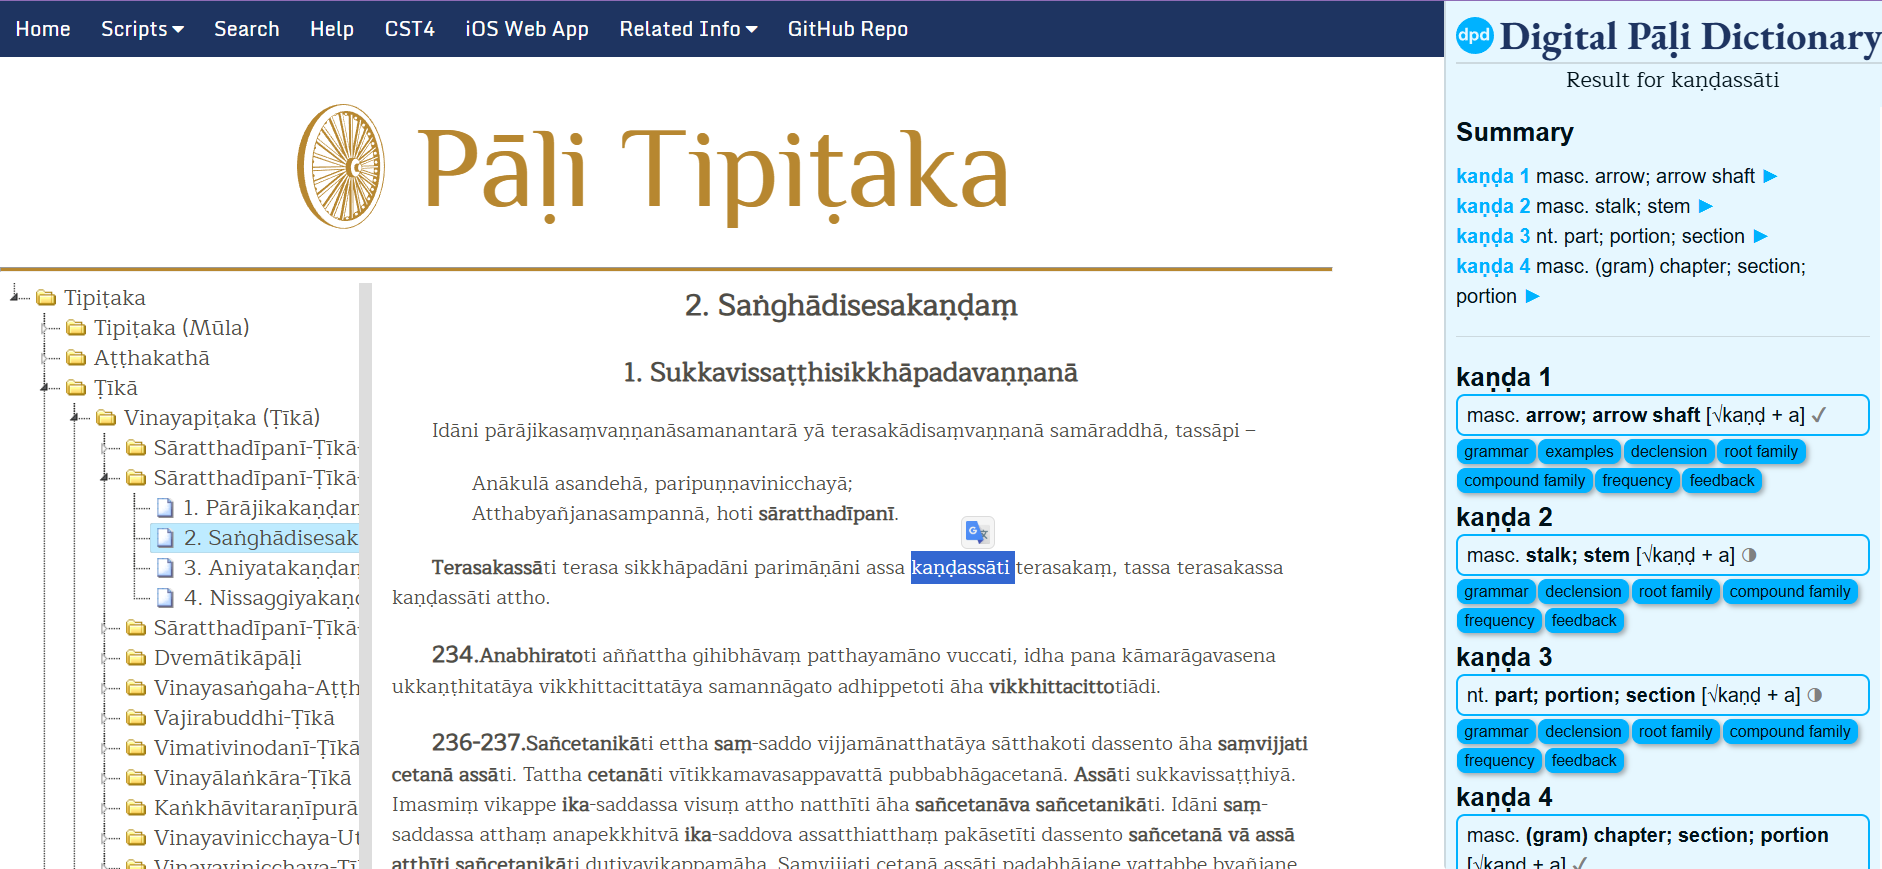 Home Scripts Search Help CST4 iOS Web App Related Info GitHub Repo
Pāḷi Tipiṭaka
Tipiṭaka
Tipiṭaka (Mūla)
Aṭṭhakathā
Ṭīkā
Vinayapiṭaka (Ṭīkā)
Sāratthadīpanī-Ṭīkā-
Sāratthadīpanī-Ṭīkā-
1. Pārājikakaṇḍaṃ
2. Saṅghādisesak
3. Aniyatakaṇḍaṃ
4. Nissaggiyakaṇḍ
Sāratthadīpanī-Ṭīkā-
Dvemātikāpāḷi
Vinayasaṅgaha-Aṭṭh
Vajirabuddhi-Ṭīkā
Vimativinodanī-Ṭīkā
Vinayālaṅkāra-Ṭīkā
Kaṅkhāvitaraṇīpurā
Vinayavinicchaya-Ut
Vinayavinicchaya-Ṭī
2. Saṅghādisesakaṇḍaṃ
1. Sukkavissaṭṭhisikkhāpadavaṇṇanā
Idāni pārājikasaṃvaṇṇanāsamanantarā yā terasakādisaṃvaṇṇanā samāraddhā, tassāpi –
Anākulā asandehā, paripuṇṇavinicchayā;
Atthabyañjanasampannā, hoti sāratthadīpanī.
Terasakassāti terasa sikkhāpadāni parimāṇāni assa kaṇḍassāti terasakaṃ, tassa terasakassa
kaṇḍassāti attho.
234.Anabhiratoti aññattha gihibhāvaṃ patthayamāno vuccati, idha pana kāmarāgavasena
ukkaṇṭhitatāya vikkhittacittatāya samannāgato adhippetoti āha vikkhittacittotiādi.
236-237.Sañcetanikāti ettha saṃ-saddo vijjamānatthatāya sātthakoti dassento āha saṃvijjati
cetanā assāti. Tattha cetanāti vītikkamavasappavattā pubbabhāgacetanā. Assāti sukkavissaṭṭhiyā.
Imasmiṃ vikappe ika-saddassa visuṃ attho natthīti āha sañcetanāva sañcetanikāti. Idāni saṃ-
saddassa atthaṃ anapekkhitvā ika-saddova assatthiatthaṃ pakāsetīti dassento sañcetanā vā assā
atthīti sañcetanikāti dutiyavikappamāha. Saṃvijjati cetanā assāti padabhājane vattabbe byañjane
dpd Digital Pāḷi Dictionary
Result for kaṇḍassāti
Summary
kaṇḍa 1 masc. arrow; arrow shaft ►
kaṇḍa 2 masc. stalk; stem ►
kaṇḍa 3 nt. part; portion; section ►
kaṇḍa 4 masc. (gram) chapter; section;
portion ►
kaṇḍa 1
masc. arrow; arrow shaft [√kaṇḍ + a] ✓
grammar examples declension root family
compound family frequency feedback
kaṇḍa 2
masc. stalk; stem [√kaṇḍ + a] ◑
grammar declension root family compound family
frequency feedback
kaṇḍa 3
nt. part; portion; section [√kaṇḍ + a] ◑
grammar declension root family compound family
frequency feedback
kaṇḍa 4
masc. (gram) chapter; section; portion
[√kaṇḍ + a] ✓